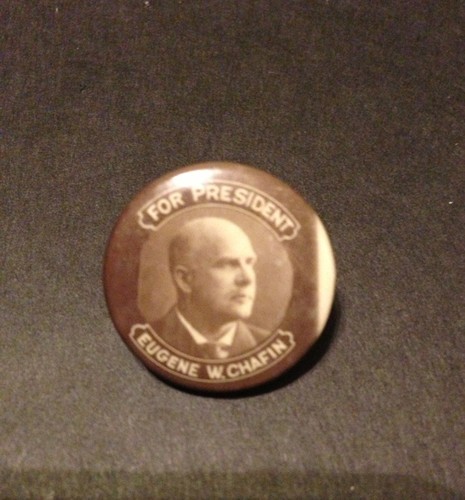 FOR PRESIDENT
EUGENE W. CHAFIN